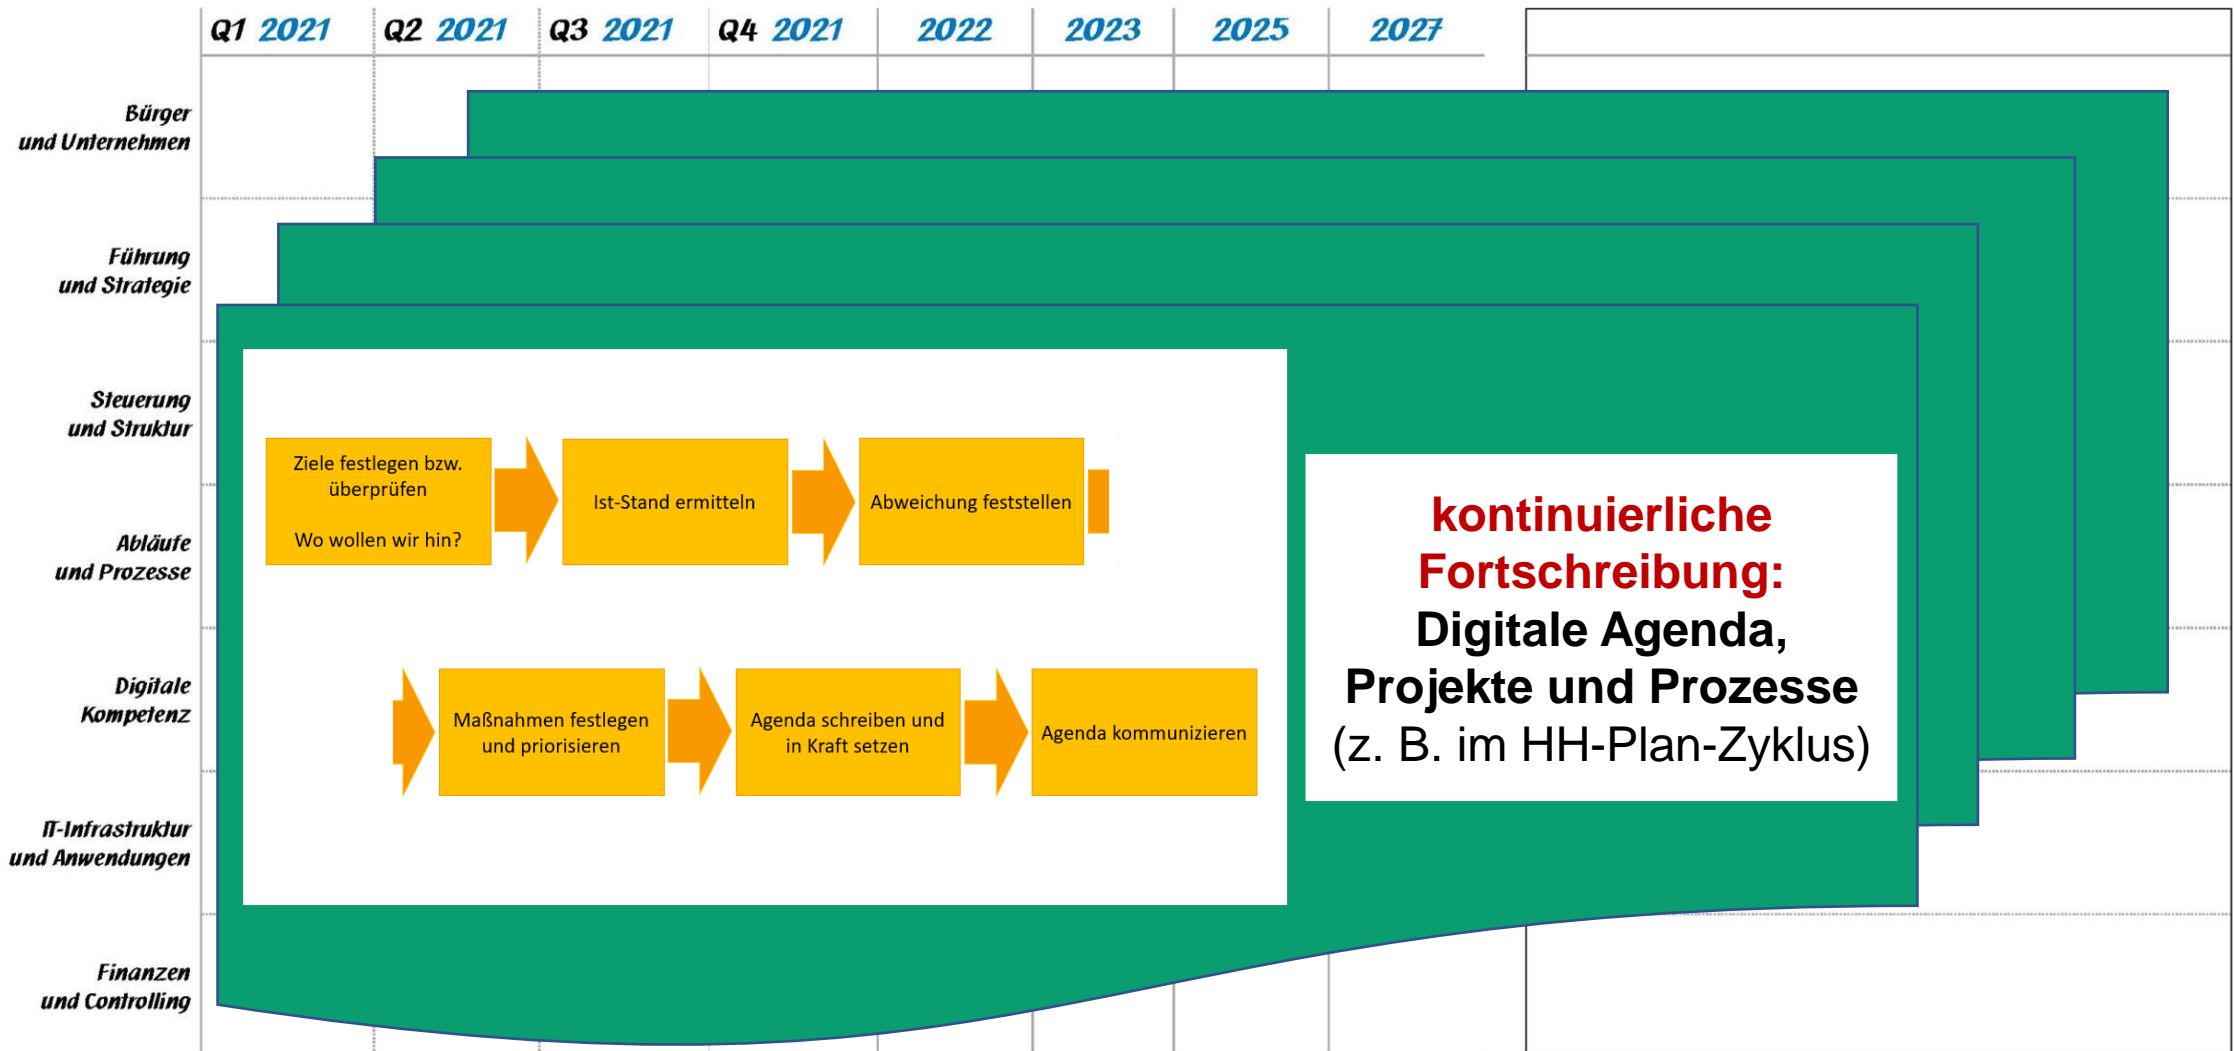 Q1 2021 Q2 2021 Q3 2021 Q4 2021 2022 2023 2025 2027
Bürger
und Unternehmen
Führung
und Strategie
Steuerung
und Struktur
Abläufe
und Prozesse
Digitale
Kompetenz
IT-Infrastruktur
und Anwendungen
Finanzen
und Controlling
Ziele festlegen bzw.
überprüfen
Wo wollen wir hin?
Ist-Stand ermitteln
Abweichung feststellen
Maßnahmen festlegen
und priorisieren
Agenda schreiben und
in Kraft setzen
Agenda kommunizieren
kontinuierliche
Fortschreibung:
Digitale Agenda,
Projekte und Prozesse
(z. B. im HH-Plan-Zyklus)